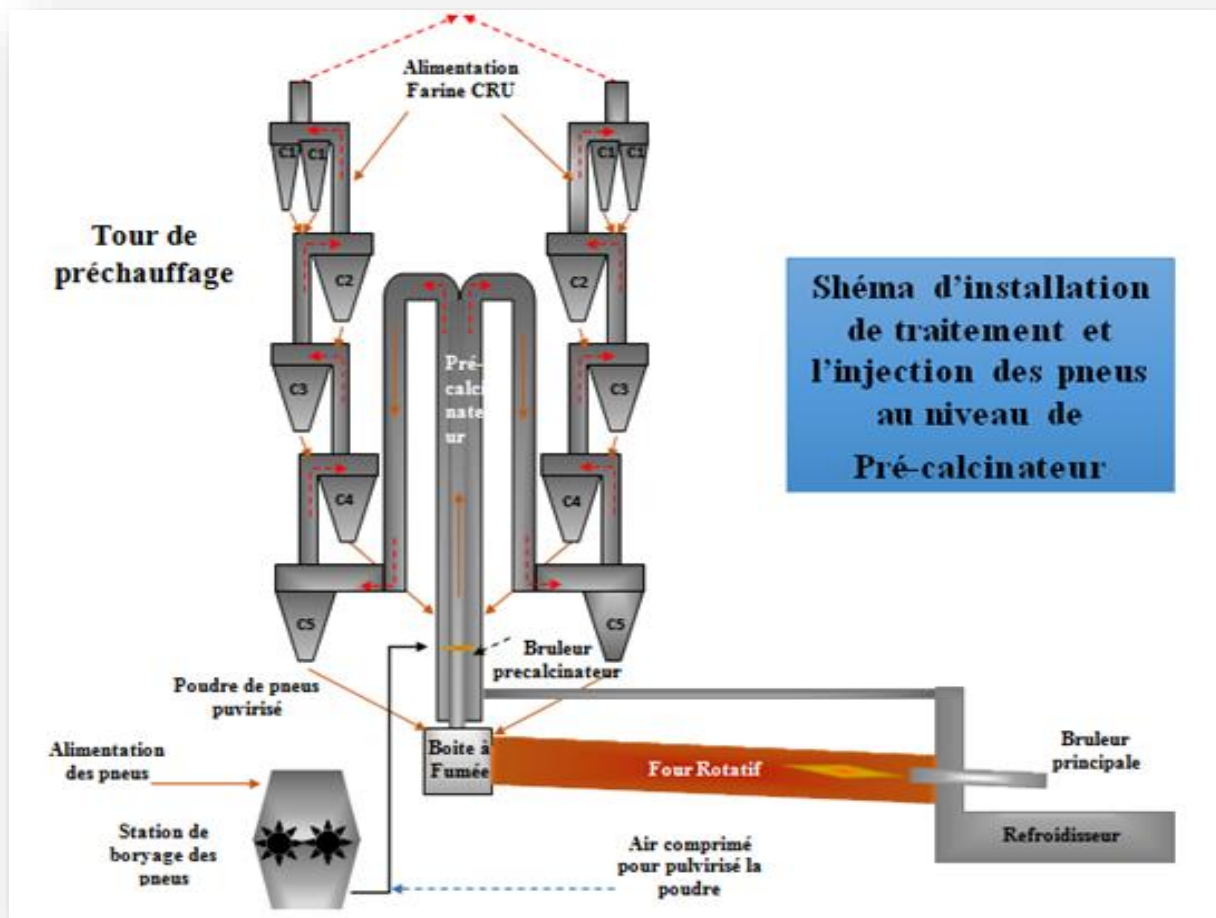 Alimentation
Farine CRU
C1 C1
C1 C1
Tour de
préchauffage
C2
C2
Shéma d'installation
de traitement et
l'injection des pneus
au niveau de
Pré-calcinateur
Pré-
calci
nate
ur
C3
C3
C4
C4
C5
C5
Bruleur
precalcinateur
Poudre de pneus
puvirisé
Alimentation
des pneus
Boite à
Fumée
Four Rotatif
Bruleur
principale
Station de
boryage des
pneus
Air comprimé
pour pulvirisé la
poudre
Refroidisseur